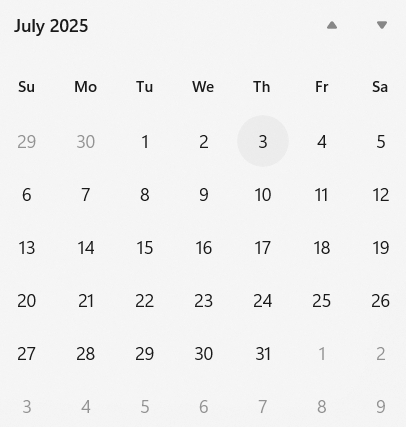 July 2025
Su Mo Tu We Th Fr Sa
29 30 1 2 3 4 5
6 7 8 9 10 11 12
13 14 15 16 17 18 19
20 21 22 23 24 25 26
27 28 29 30 31 1 2
3 4 5 6 7 8 9